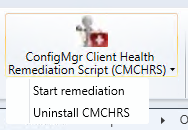 ConfigMgr Client Health
Remediation Script (CMCHRS)
Start remediation
Uninstall CMCHRS